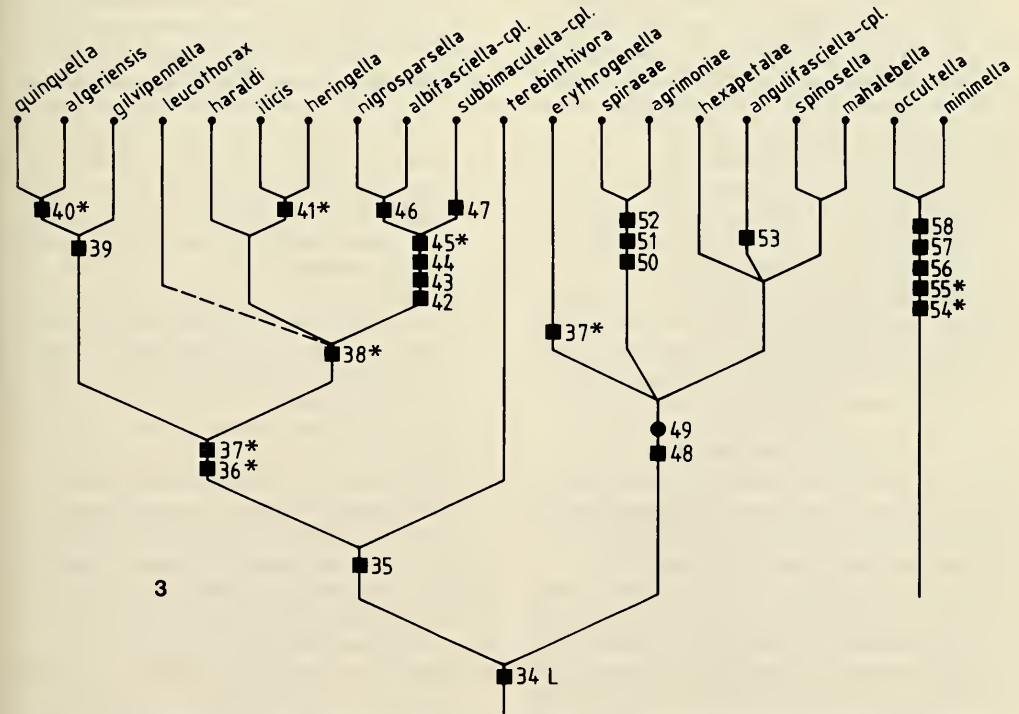 quinquella
algeriensis
gilvipennella
leucothorax
haraldi
ilicis
heringella
nigrosparsella
albifasciella-cpl.
subbimaculella-cpl.
terebinthivora
erythrogenella
spiraeae
agrimoniae
hexapetalae
angulifasciella-cpl.
spinosella
mahalebella
occultella
minimella
40*
41*
46
47
52
53
58
39
45*
51
57
44
50
56
43
55*
42
54*
37*
38*
49
37*
48
36*
35
3
34 L